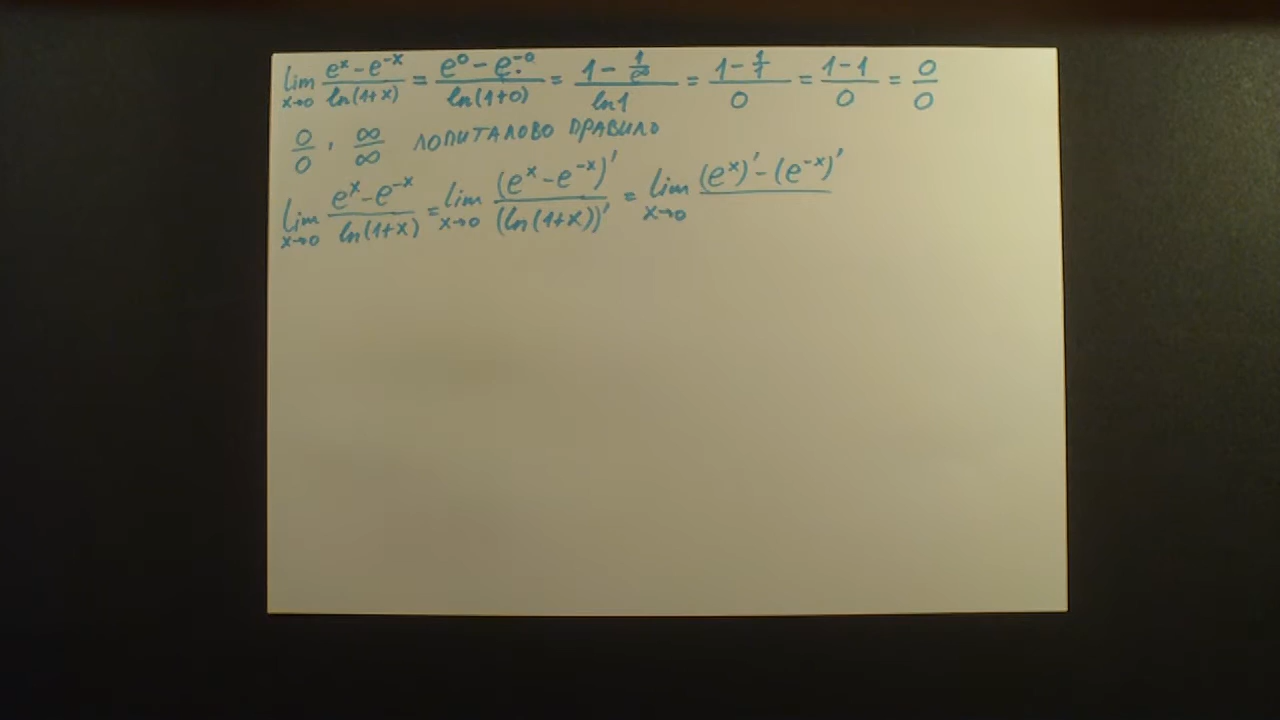 lim x→0 (e^x − e^−x)/(ln(1+x)) = (e^0 − e^−0)/(ln(1+0)) = (1 − 1/e^0)/(ln1) = (1 − 1/1)/0 = (1−1)/0 = 0/0
0/0 , ∞/∞ ЛОПИТАЛОВО ПРАВИЛО
lim x→0 (e^x − e^−x)/(ln(1+x)) = lim x→0 (e^x − e^−x)'/(ln(1+x))' = lim x→0 (e^x)' − (e^−x)'